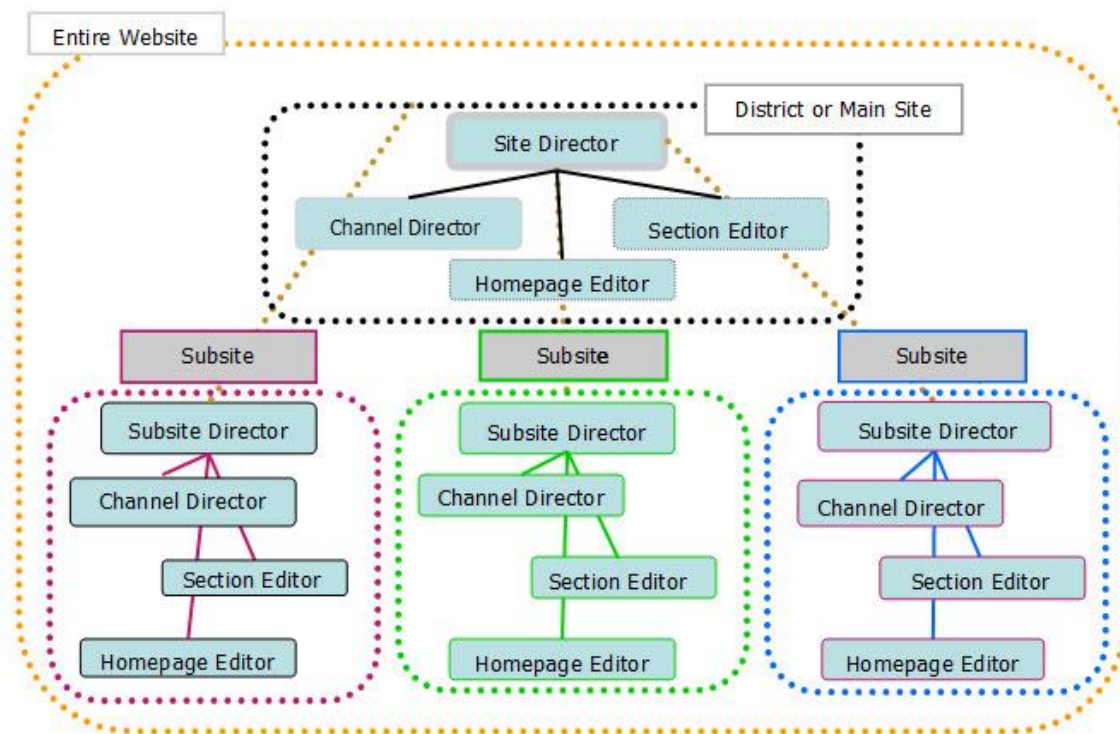 Entire Website
District or Main Site
Site Director
Channel Director
Section Editor
Homepage Editor
Subsite
Subsite
Subsite
Subsite Director
Channel Director
Section Editor
Homepage Editor
Subsite Director
Channel Director
Section Editor
Homepage Editor
Subsite Director
Channel Director
Section Editor
Homepage Editor